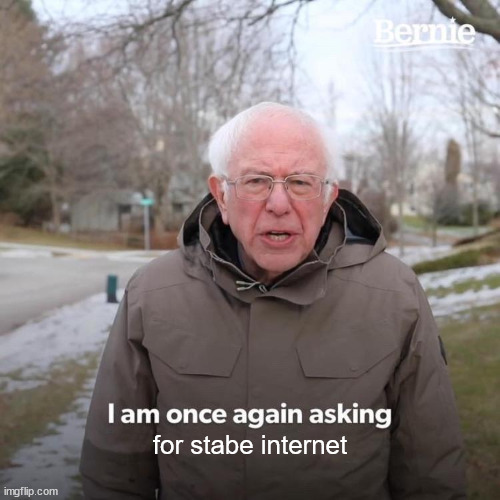 Bernie
I am once again asking
for stabe internet
imgflip.com